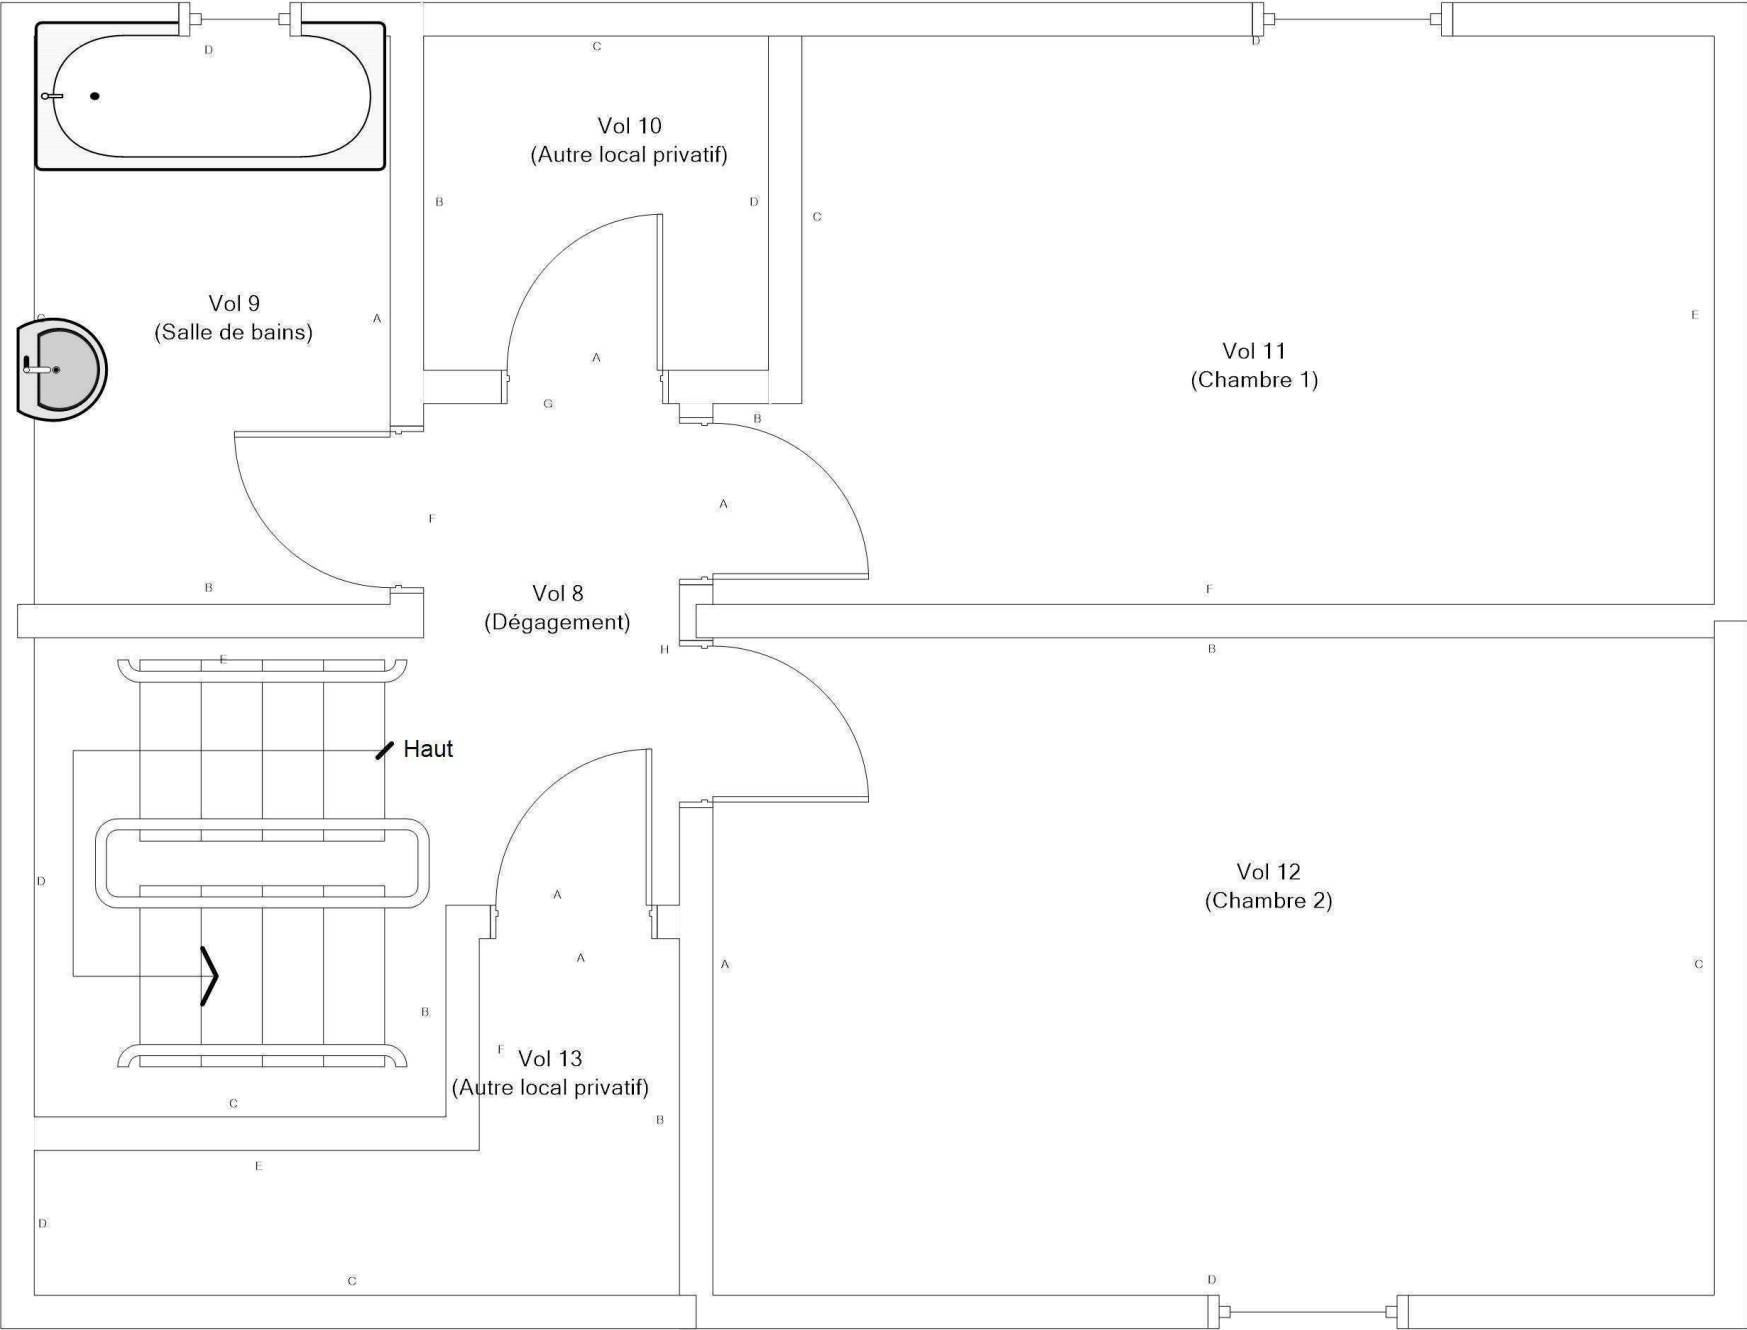 D
C
D
Vol 10
(Autre local privatif)
B
D
C
Vol 9
(Salle de bains)
C
A
E
Vol 11
(Chambre 1)
A
G
B
A
F
B
Vol 8
(Dégagement)
F
H
B
E
Haut
Vol 12
(Chambre 2)
D
A
A
A
C
B
F
Vol 13
(Autre local privatif)
C
B
E
D
C
D